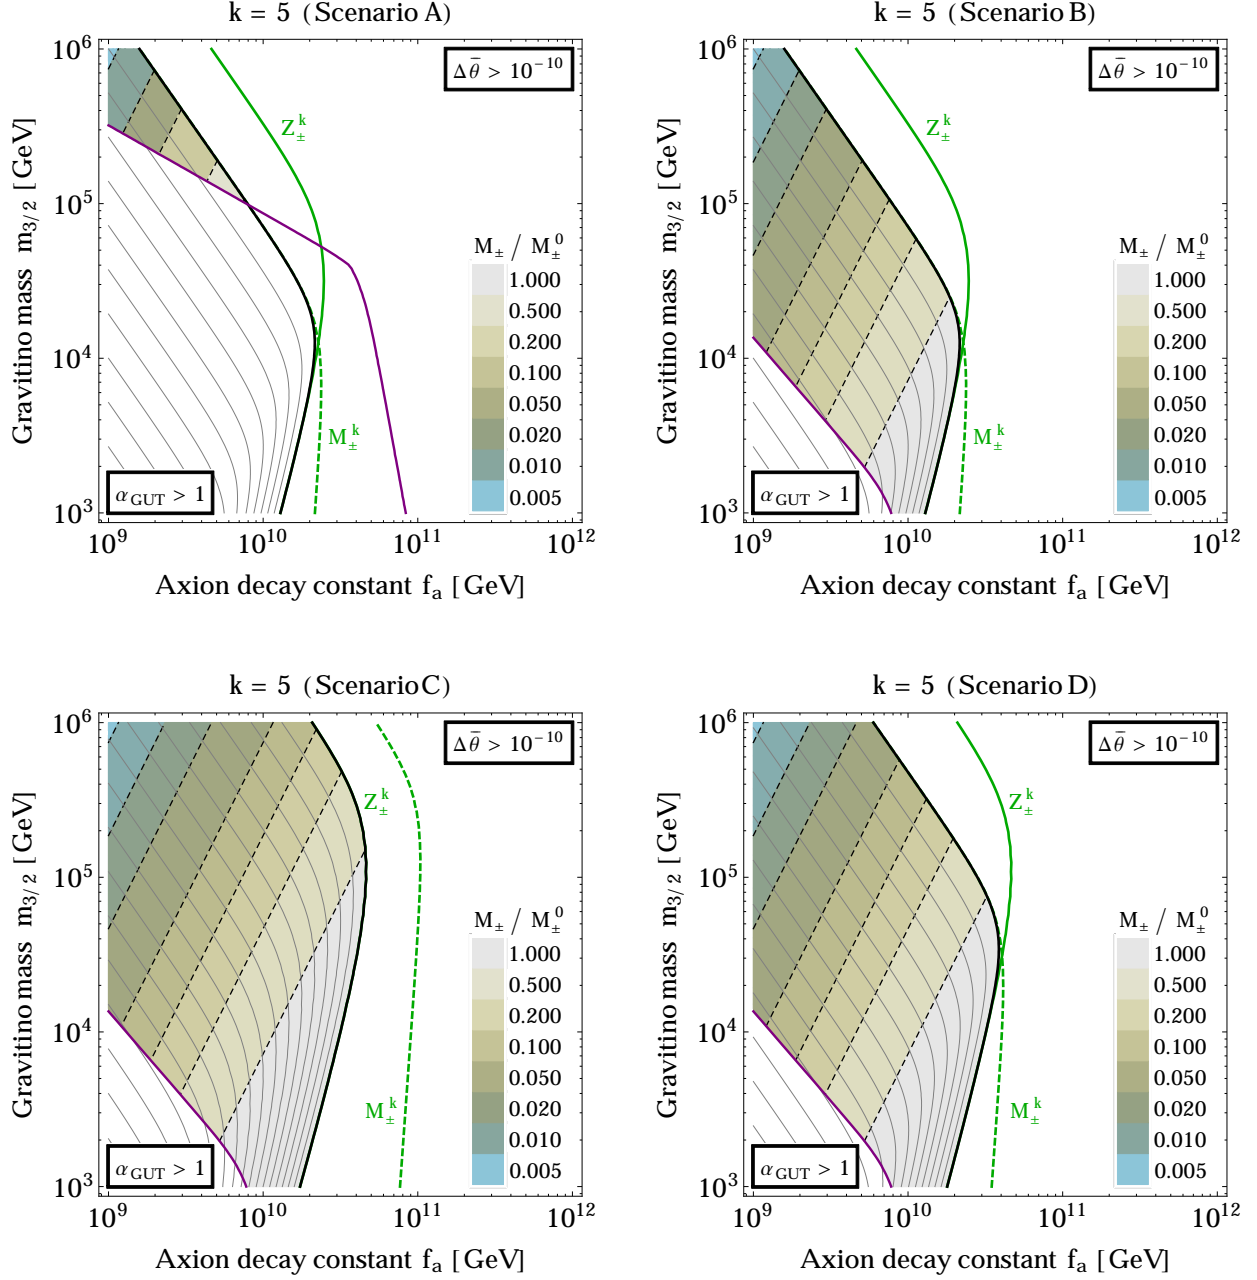 k = 5 (Scenario A)
10^6
10^5
10^4
10^3
Gravitino mass m_{3/2} [GeV]
Δθ̄ > 10^{-10}
Z_±^k
M_±^k
M_± / M_±^0
1.000
0.500
0.200
0.100
0.050
0.020
0.010
0.005
α_GUT > 1
10^9
10^10
10^11
10^12
Axion decay constant f_a [GeV]
k = 5 (Scenario B)
10^6
10^5
10^4
10^3
Gravitino mass m_{3/2} [GeV]
Δθ̄ > 10^{-10}
Z_±^k
M_±^k
M_± / M_±^0
1.000
0.500
0.200
0.100
0.050
0.020
0.010
0.005
α_GUT > 1
10^9
10^10
10^11
10^12
Axion decay constant f_a [GeV]
k = 5 (Scenario C)
10^6
10^5
10^4
10^3
Gravitino mass m_{3/2} [GeV]
Δθ̄ > 10^{-10}
Z_±^k
M_±^k
M_± / M_±^0
1.000
0.500
0.200
0.100
0.050
0.020
0.010
0.005
α_GUT > 1
10^9
10^10
10^11
10^12
Axion decay constant f_a [GeV]
k = 5 (Scenario D)
10^6
10^5
10^4
10^3
Gravitino mass m_{3/2} [GeV]
Δθ̄ > 10^{-10}
Z_±^k
M_±^k
M_± / M_±^0
1.000
0.500
0.200
0.100
0.050
0.020
0.010
0.005
α_GUT > 1
10^9
10^10
10^11
10^12
Axion decay constant f_a [GeV]